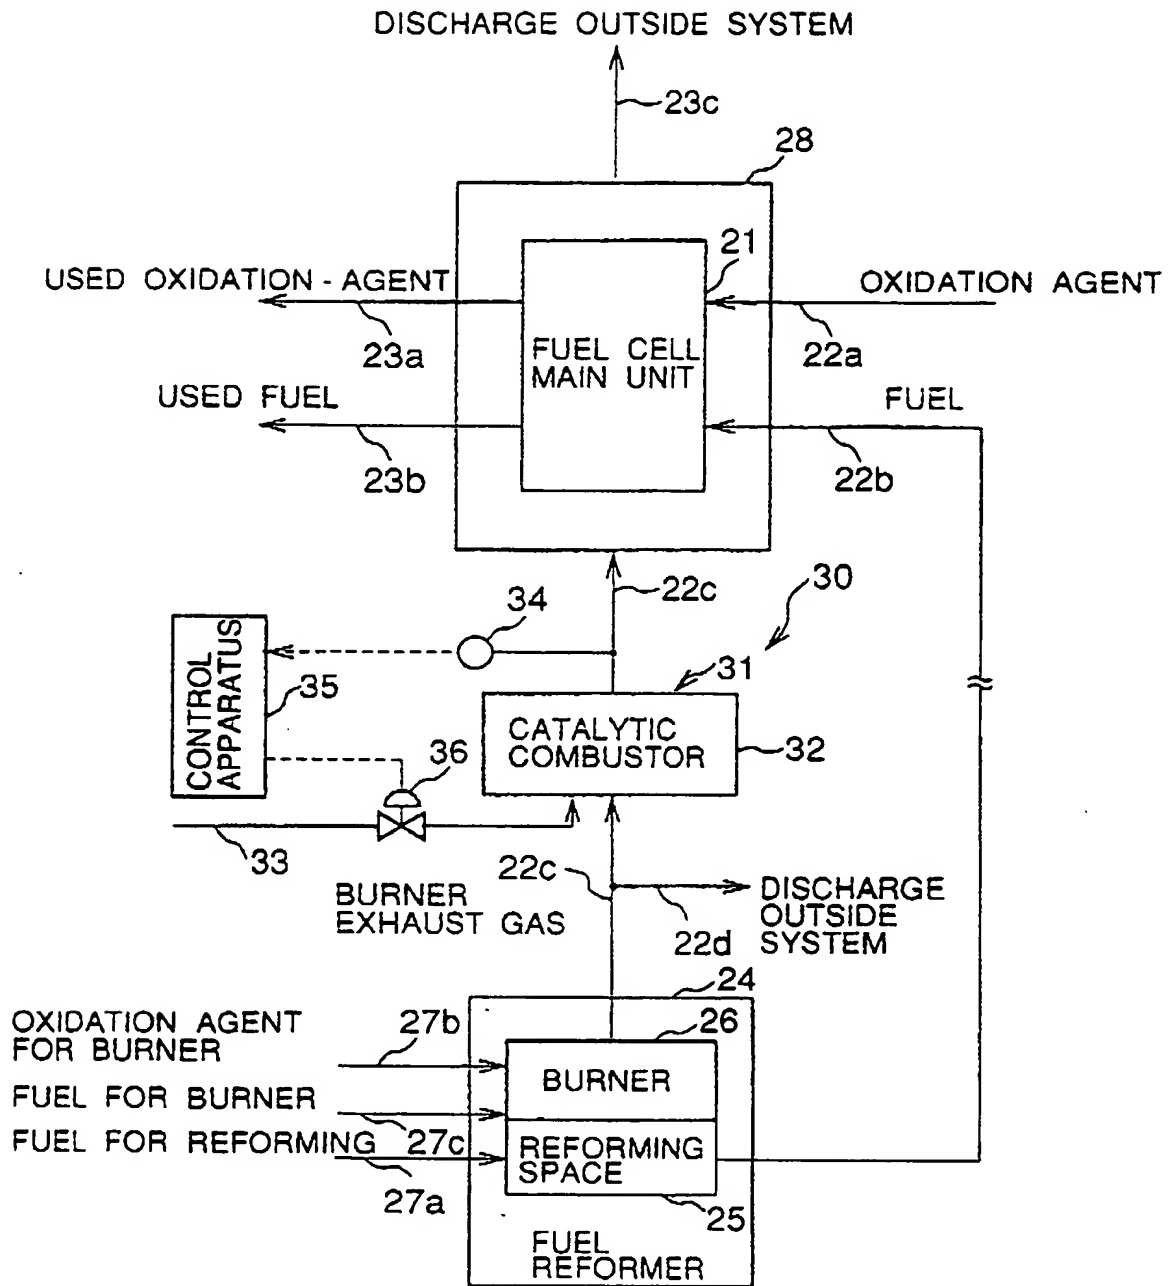 DISCHARGE OUTSIDE SYSTEM
23c
28
21
USED OXIDATION - AGENT
OXIDATION AGENT
23a
FUEL CELL
MAIN UNIT
22a
USED FUEL
FUEL
23b
22b
22c
30
34
31
CONTROL
APPARATUS
35
CATALYTIC
COMBUSTOR
32
36
33
22c
BURNER
EXHAUST GAS
DISCHARGE
OUTSIDE
SYSTEM
22d
24
OXIDATION AGENT
FOR BURNER
27b
26
BURNER
FUEL FOR BURNER
27c
FUEL FOR REFORMING
REFORMING
SPACE
27a
25
FUEL
REFORMER